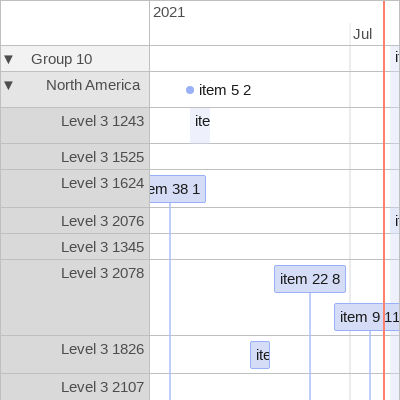 2021
Jul
▼ Group 10
▼ North America
item 5 2
Level 3 1243
ite
Level 3 1525
Level 3 1624
em 38 1
Level 3 2076
Level 3 1345
Level 3 2078
item 22 8
item 9 11
Level 3 1826
ite
Level 3 2107